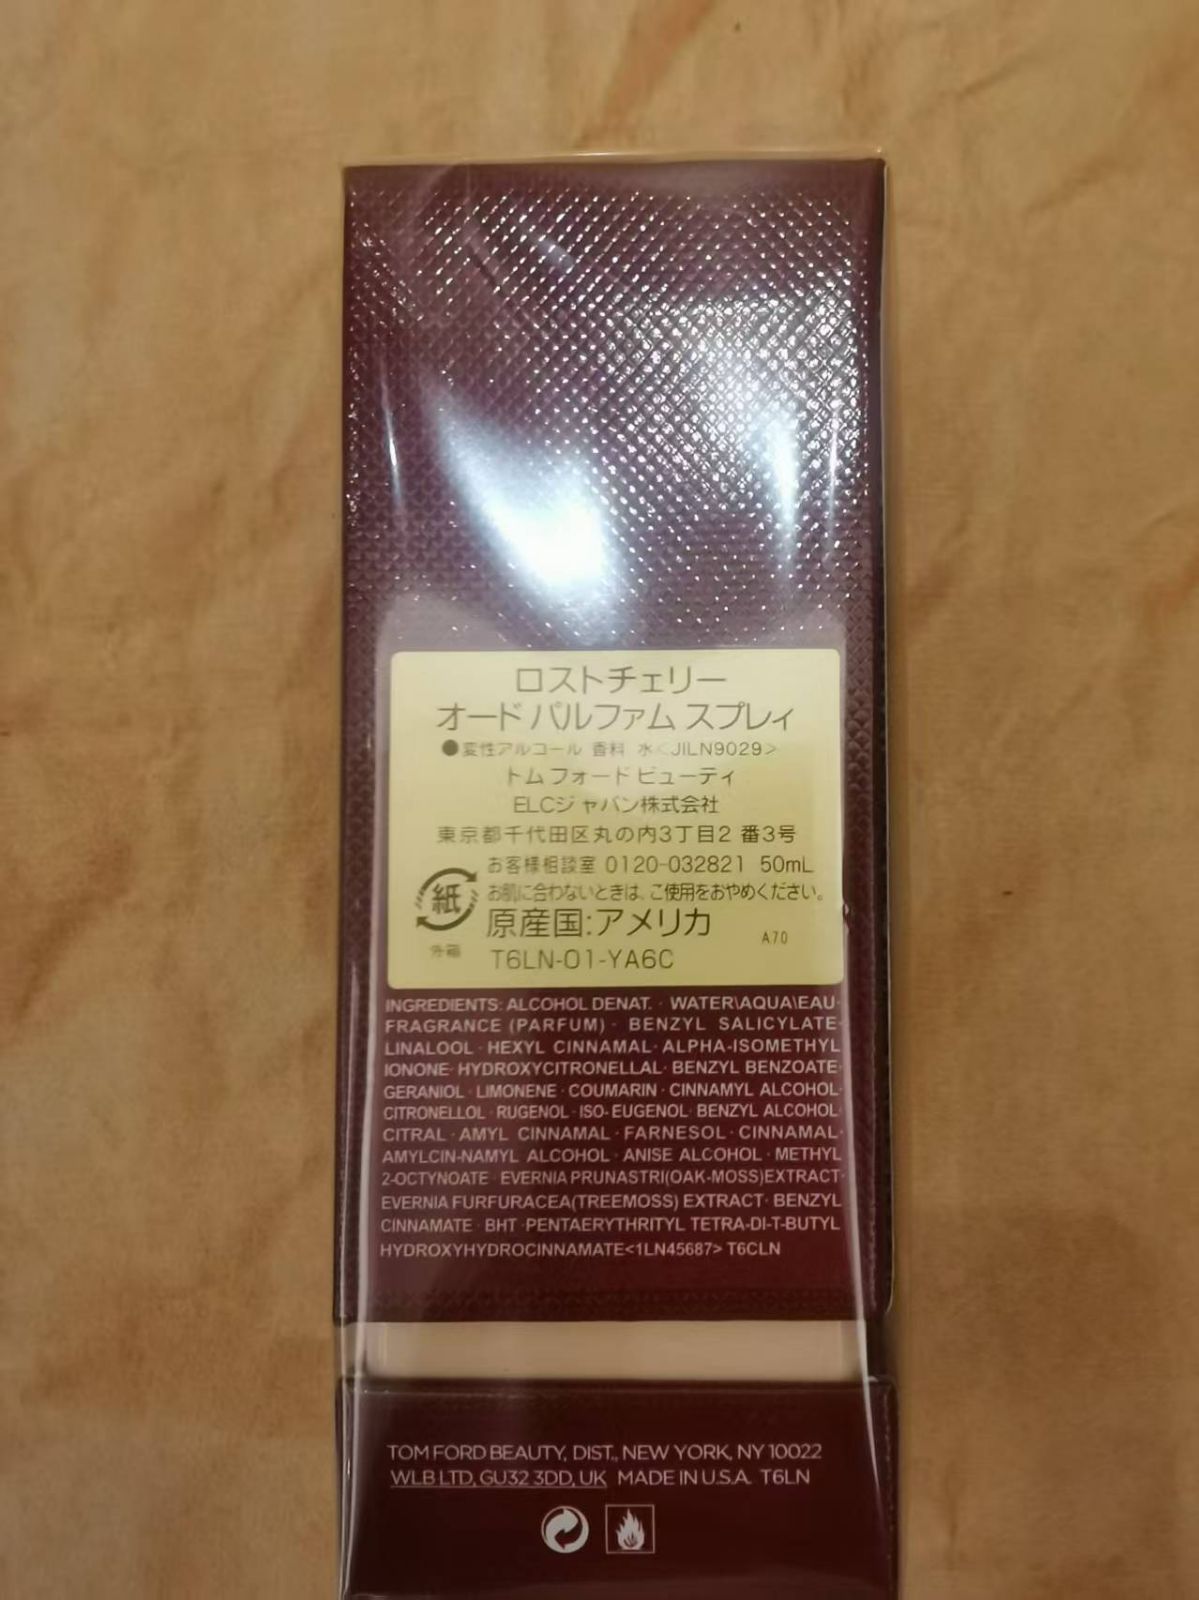 ロストチェリー
オード パルファム スプレィ
●変性アルコール 香料 水<JILN9029>
トム フォード ビューティ
ELCジャパン株式会社
東京都千代田区丸の内3丁目2番3号
お客様相談室 0120-032821 50mL
お肌に合わないときは、ご使用をおやめください。
紙
原産国:アメリカ
A70
外箱
T6LN-01-YA6C
INGREDIENTS: ALCOHOL DENAT. · WATER\AQUA\EAU·
FRAGRANCE (PARFUM) · BENZYL SALICYLATE·
LINALOOL · HEXYL CINNAMAL· ALPHA-ISOMETHYL
IONONE· HYDROXYCITRONELLAL· BENZYL BENZOATE·
GERANIOL · LIMONENE · COUMARIN · CINNAMYL ALCOHOL·
CITRONELLOL · RUGENOL · ISO-EUGENOL· BENZYL ALCOHOL·
CITRAL · AMYL CINNAMAL · FARNESOL · CINNAMAL·
AMYLCIN-NAMYL ALCOHOL · ANISE ALCOHOL · METHYL
2-OCTYNOATE · EVERNIA PRUNASTRI(OAK-MOSS)EXTRACT·
EVERNIA FURFURACEA(TREEMOSS) EXTRACT· BENZYL
CINNAMATE · BHT ·PENTAERYTHRITYL TETRA-DI-T-BUTYL
HYDROXYHYDROCINNAMATE<1LN45687> T6CLN
TOM FORD BEAUTY, DIST., NEW YORK, NY 10022
WLB LTD, GU32 3DD, UK MADE IN U.S.A. T6LN